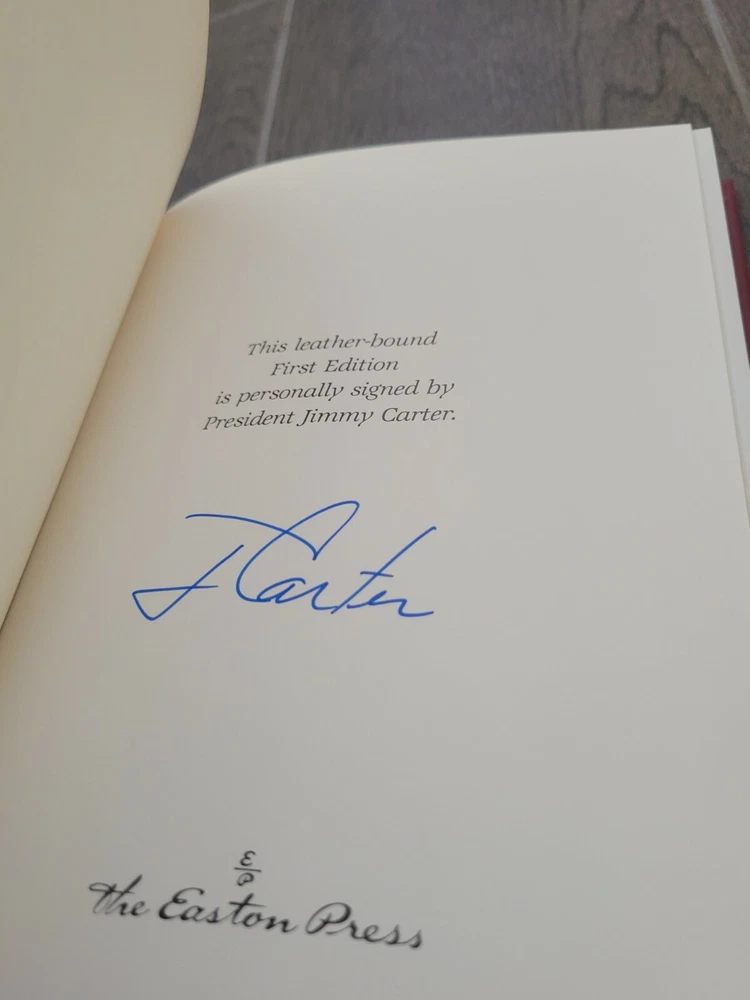 This leather-bound
First Edition
is personally signed by
President Jimmy Carter.
J Carter
E
P
the Easton Press